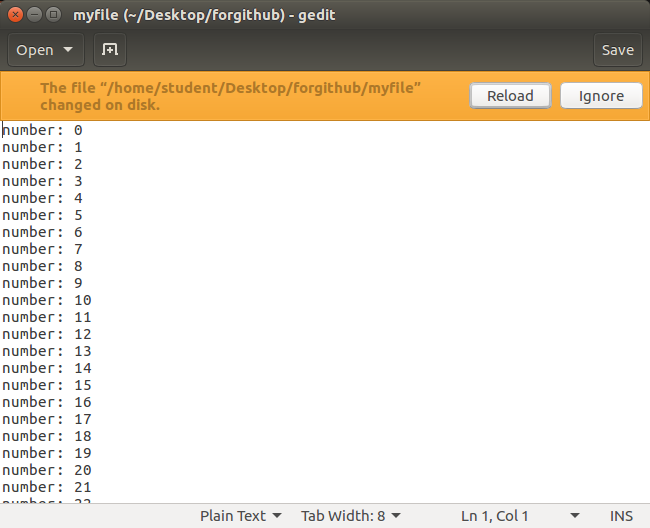 myfile (~/Desktop/forgithub) - gedit
Open
Save
The file “/home/student/Desktop/forgithub/myfile”
changed on disk.
Reload
Ignore
number: 0
number: 1
number: 2
number: 3
number: 4
number: 5
number: 6
number: 7
number: 8
number: 9
number: 10
number: 11
number: 12
number: 13
number: 14
number: 15
number: 16
number: 17
number: 18
number: 19
number: 20
number: 21
number: 22
Plain Text
Tab Width: 8
Ln 1, Col 1
INS